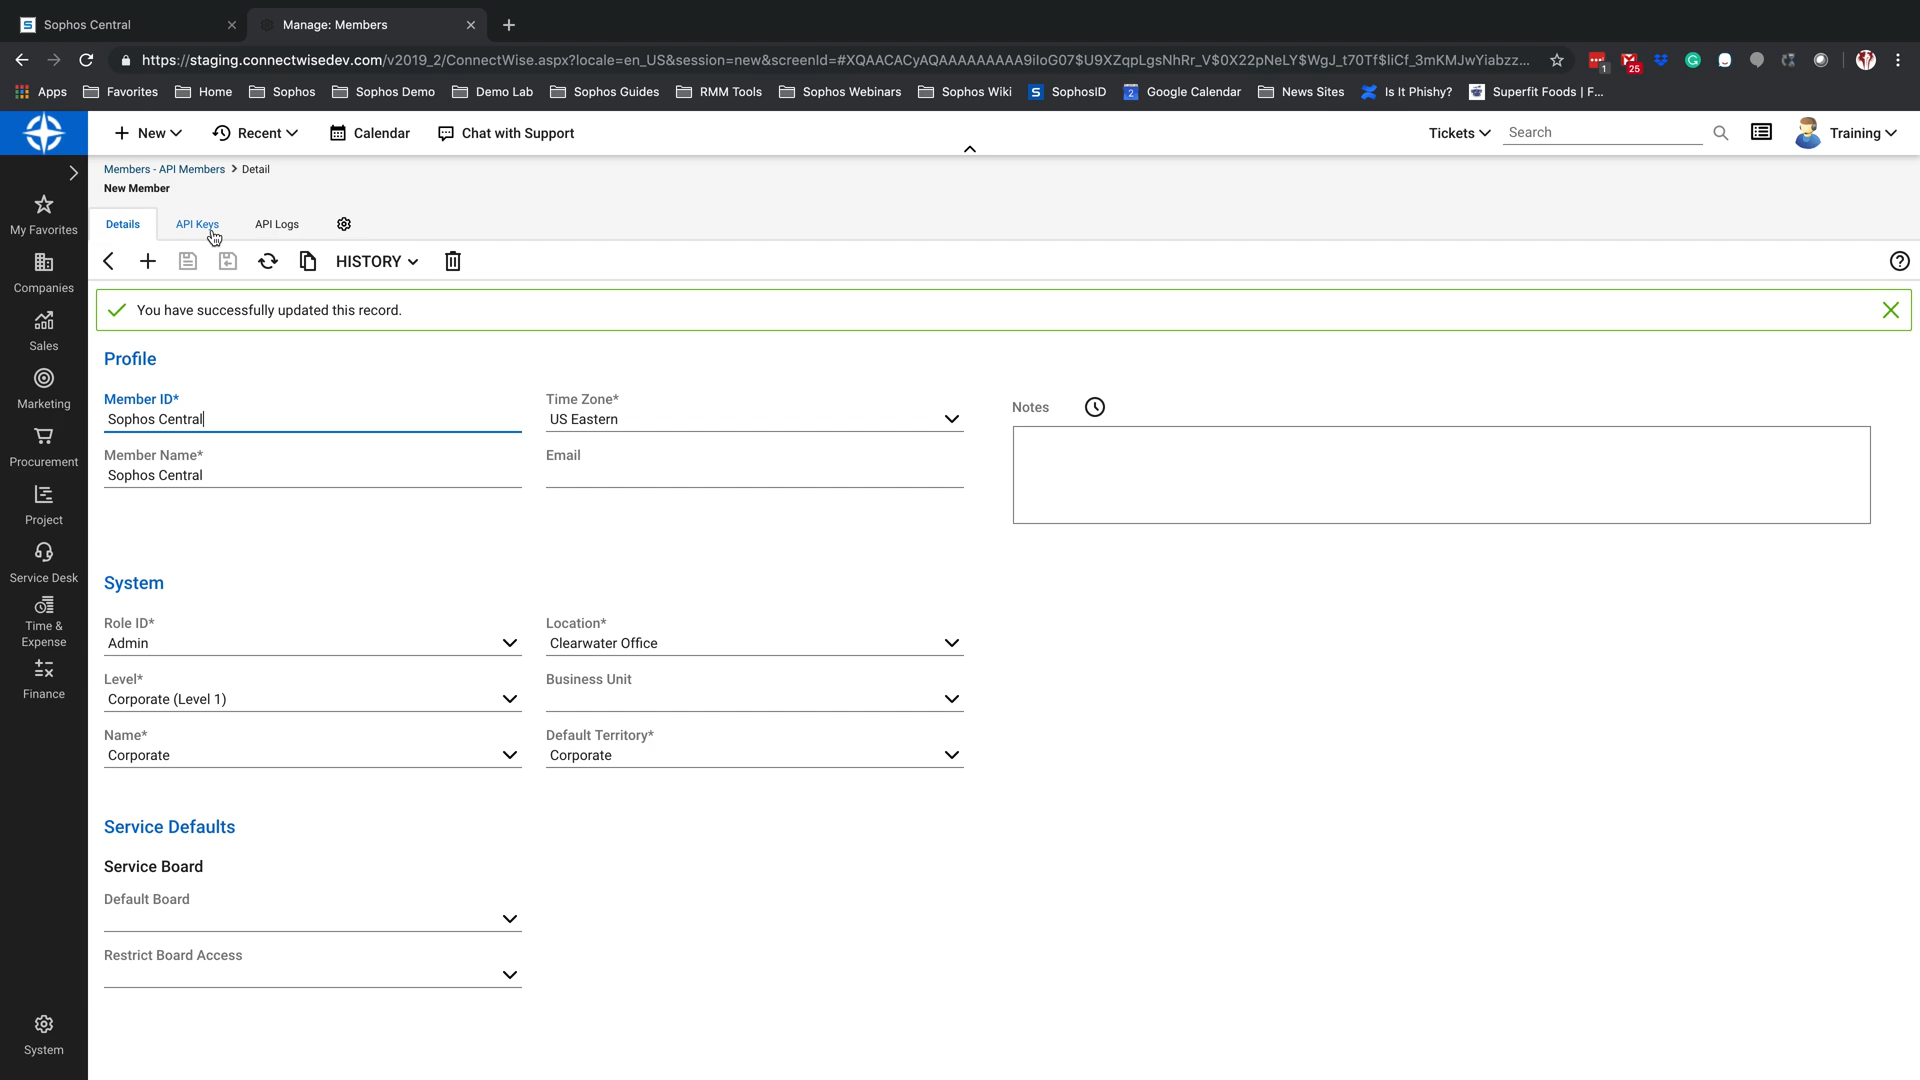 Sophos Central
Manage: Members
https://staging.connectwisedev.com/v2019_2/ConnectWise.aspx?locale=en_US&session=new&screenId=#XQAACACyAQAAAAAAAAA9iIoG07$U9XZqpLgsNhRr_V$0X22pNeLY$WgJ_t70Tf$IiCf_3mKMJwYiabzz...
1
25
Apps
Favorites
Home
Sophos
Sophos Demo
Demo Lab
Sophos Guides
RMM Tools
Sophos Webinars
Sophos Wiki
S SophosID
2 Google Calendar
News Sites
Is It Phishy?
Superfit Foods | F...
New
Recent
Calendar
Chat with Support
Tickets
Search
Training
Members - API Members > Detail
New Member
Details
API Keys
API Logs
HISTORY
You have successfully updated this record.
My Favorites
Companies
Sales
Marketing
Procurement
Project
Service Desk
Time &
Expense
Finance
System
Profile
Member ID*
Sophos Central
Time Zone*
US Eastern
Notes
Member Name*
Sophos Central
Email
System
Role ID*
Admin
Location*
Clearwater Office
Level*
Corporate (Level 1)
Business Unit
Name*
Corporate
Default Territory*
Corporate
Service Defaults
Service Board
Default Board
Restrict Board Access